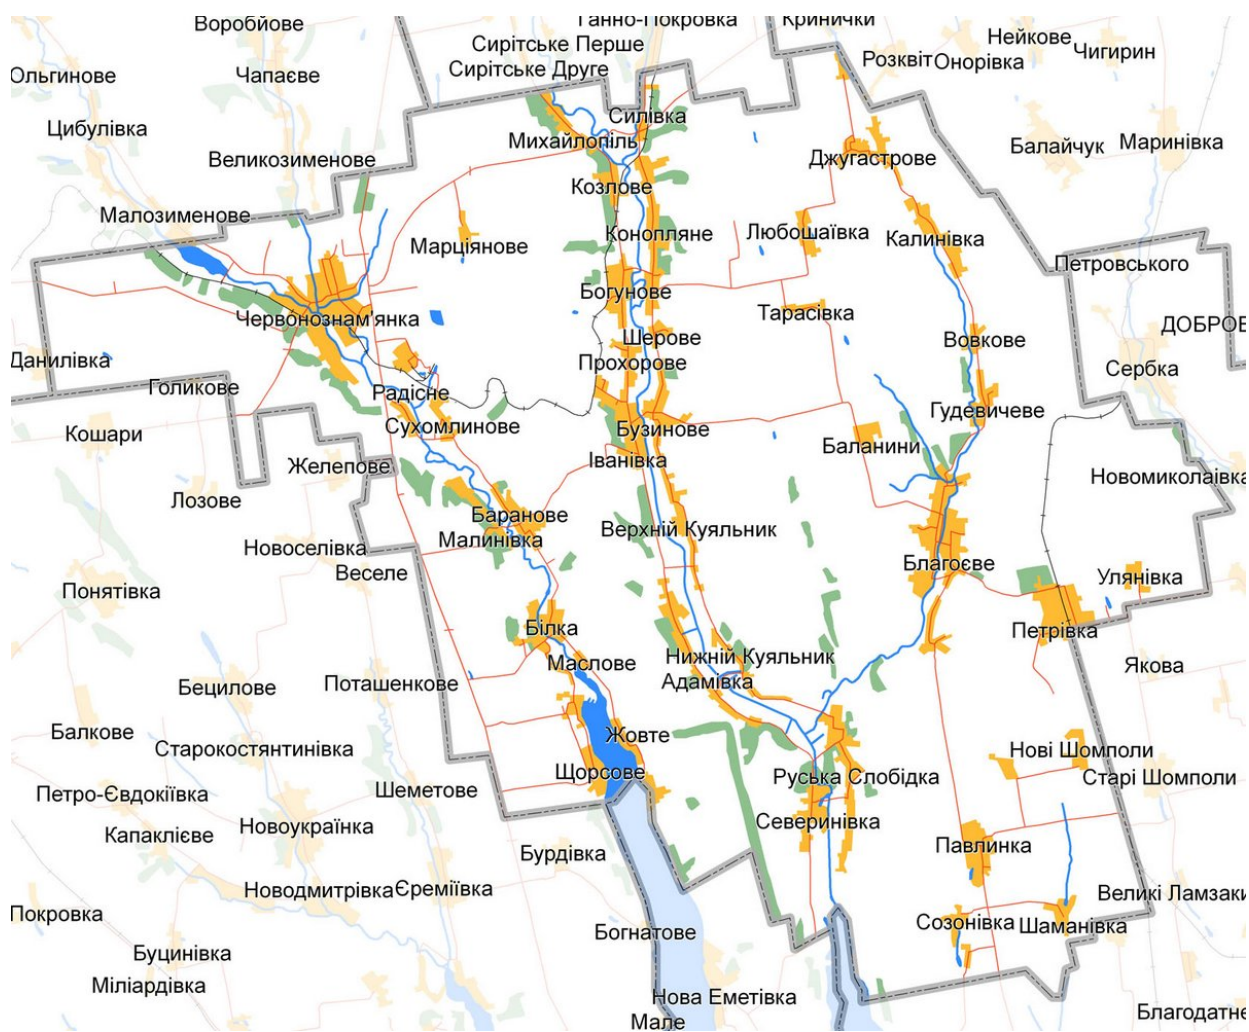 Ганно-Покровка
Кринички
Воробйове
Нейкове
Сирітське Перше
Чигирин
Розквіт
Онорівка
Сирітське Друге
Ольгинове
Чапаєве
Силівка
Цибулівка
Михайлопіль
Балайчук
Маринівка
Великозименове
Джугастрове
Козлове
Малозименове
Любошаївка
Конопляне
Калинівка
Марціянове
Петровського
Богунове
Тарасівка
Червонознам'янка
ДОБРОВ
Шерове
Вовкове
Данилівка
Прохорове
Сербка
Голикове
Радісне
Гудевичеве
Сухомлинове
Бузинове
Кошари
Баланини
Іванівка
Желепове
Новомиколаївка
Лозове
Баранове
Верхній Куяльник
Малинівка
Новоселівка
Благоєве
Веселе
Улянівка
Понятівка
Білка
Петрівка
Нижній Куяльник
Маслове
Якова
Адамівка
Бецилове
Поташенкове
Балкове
Жовте
Старокостянтинівка
Нові Шомполи
Щорсове
Руська Слобідка
Старі Шомполи
Шеметове
Петро-Євдокіївка
Северинівка
Новоукраїнка
Капаклієве
Павлинка
Бурдівка
Новодмитрівка
Єреміївка
Великі Ламзаки
Покровка
Созонівка
Шаманівка
Богнатове
Буцинівка
Міліардівка
Нова Еметівка
Благодатне
Мале